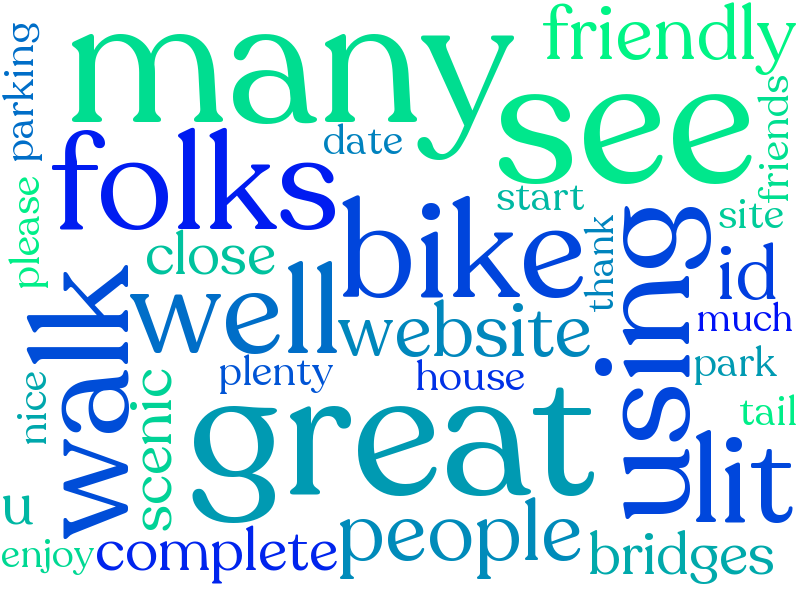 many
friendly
parking
see
friends
folks
date
please
start
bike
site
close
thank
using
well
id
walk
website
much
plenty
house
park
nice
scenic
great
tail
lit
u
people
enjoy
complete
bridges